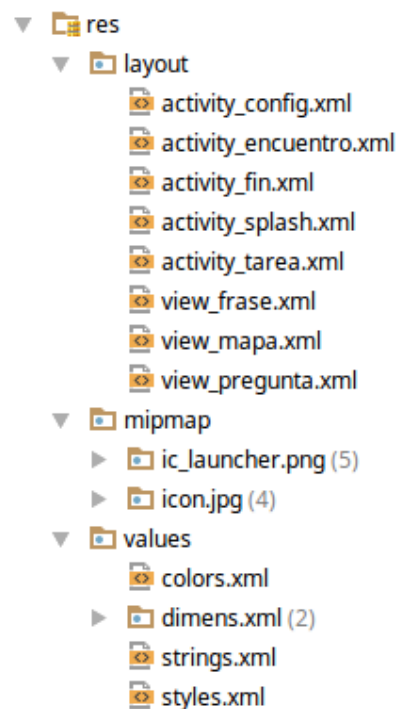 res
layout
activity_config.xml
activity_encuentro.xml
activity_fin.xml
activity_splash.xml
activity_tarea.xml
view_frase.xml
view_mapa.xml
view_pregunta.xml
mipmap
ic_launcher.png (5)
icon.jpg (4)
values
colors.xml
dimens.xml (2)
strings.xml
styles.xml